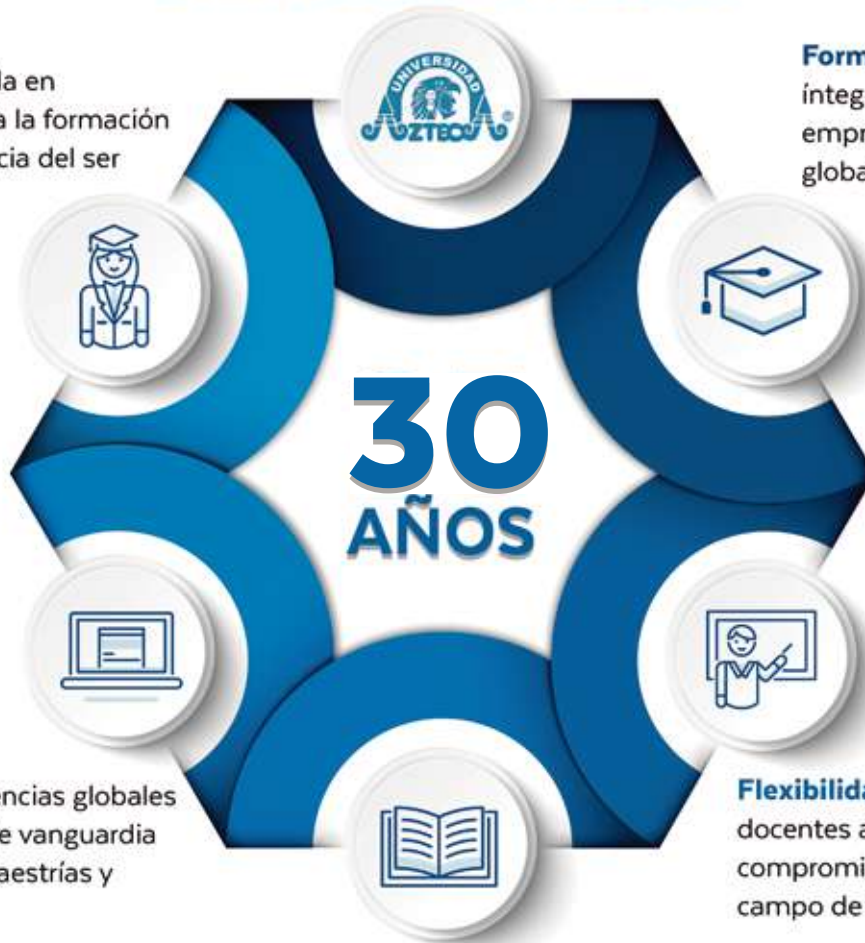 da en
a la formación
cia del ser
UNIVERSIDAD
AZTECA
®
Form
ínteg
empr
globa
30
AÑOS
encias globales
e vanguardia
aestrías y
Flexibilida
docentes a
compromi
campo de